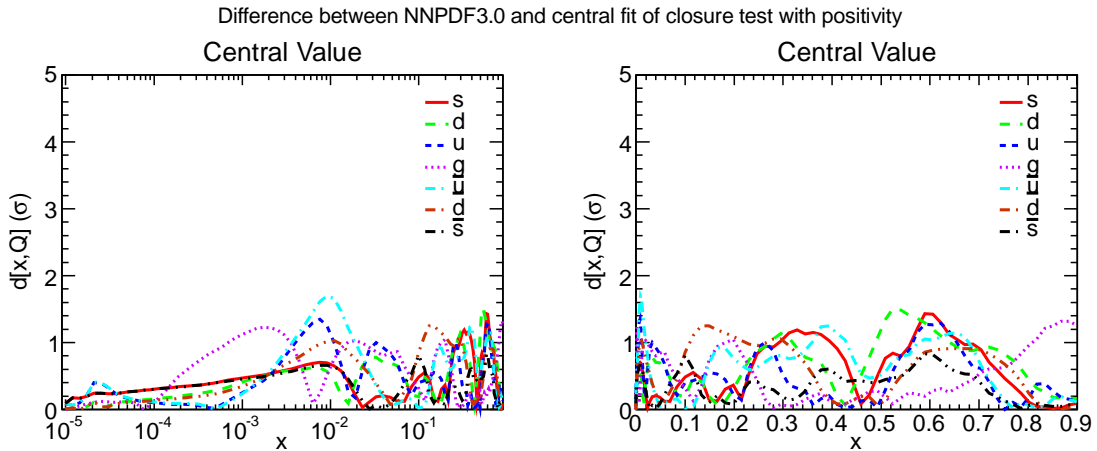 Difference between NNPDF3.0 and central fit of closure test with positivity
Central Value
d[x,Q] (σ)
5
4
3
2
1
0
s
d
u
g
u̅
d̅
s̅
10⁻⁵ 10⁻⁴ 10⁻³ 10⁻² 10⁻¹
x
Central Value
d[x,Q] (σ)
5
4
3
2
1
0
s
d
u
g
u̅
d̅
s̅
0 0.1 0.2 0.3 0.4 0.5 0.6 0.7 0.8 0.9
x